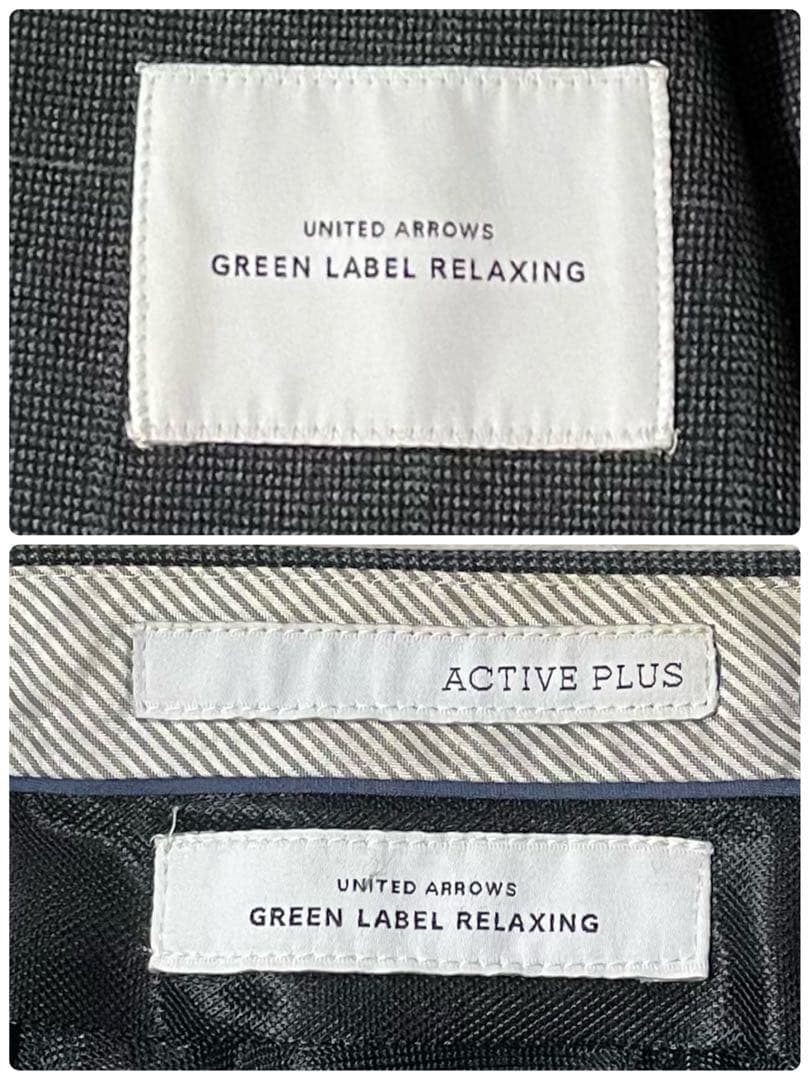 UNITED ARROWS
GREEN LABEL RELAXING
ACTIVE PLUS
UNITED ARROWS
GREEN LABEL RELAXING